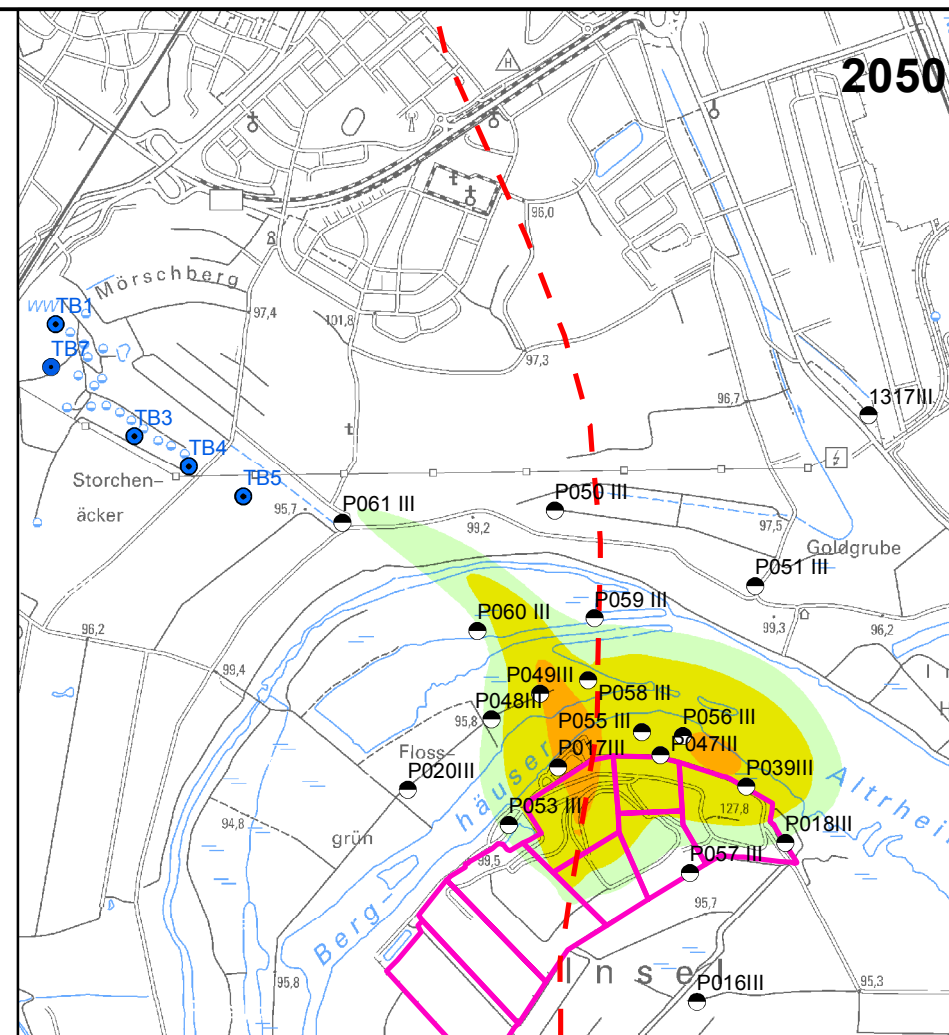 2050
H
96,0
Mörschberg
WW
TB1
97,4
101,8
TB7
97,3
96,7
1317III
TB3
TB4
Storchen-
äcker
TB5
95,7
P061 III
99,2
P050 III
97,5
Goldgrube
P051 III
P060 III
P059 III
99,3
96,2
96,2
99,4
P049III
P058 III
P048III
95,8
P055 III
P056 III
Floss-
P017III
P047III
P020III
P039III
Altrhei
häuser
127,8
94,8
grün
P053 III
P018III
99,5
P057 III
Berg-
95,7
Insel
95,8
P016III
95,3